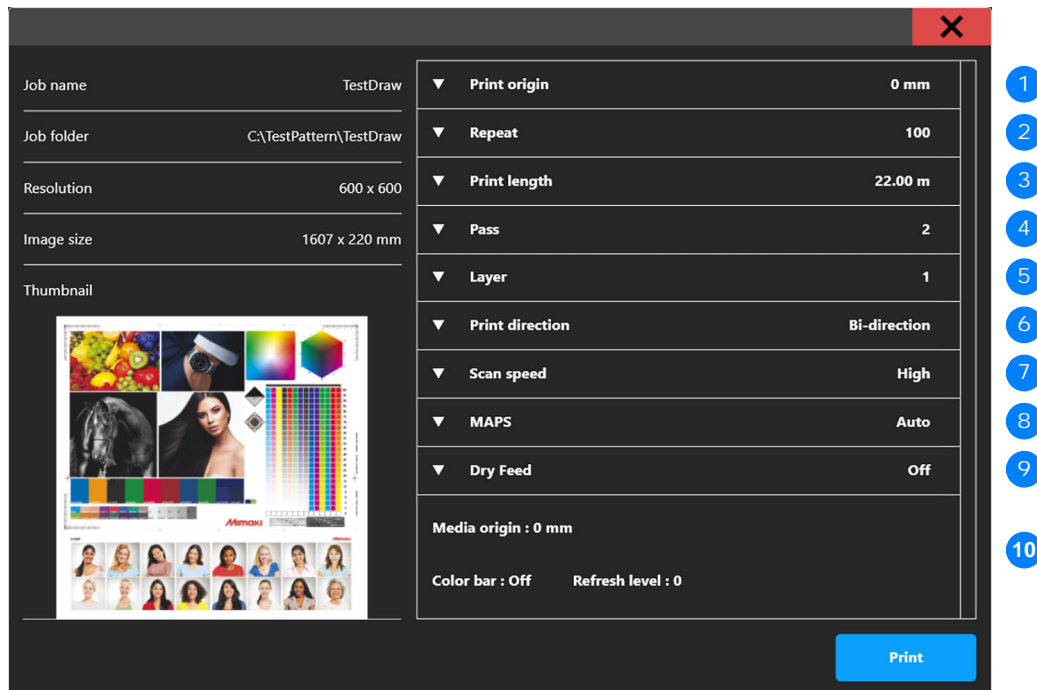 Job name TestDraw
Job folder C:\TestPattern\TestDraw
Resolution 600 x 600
Image size 1607 x 220 mm
Thumbnail
Mimaki
Mimaki
▼ Print origin 0 mm 1
▼ Repeat 100 2
▼ Print length 22.00 m 3
▼ Pass 2 4
▼ Layer 1 5
▼ Print direction Bi-direction 6
▼ Scan speed High 7
▼ MAPS Auto 8
▼ Dry Feed Off 9
Media origin : 0 mm
10
Color bar : Off Refresh level : 0
Print